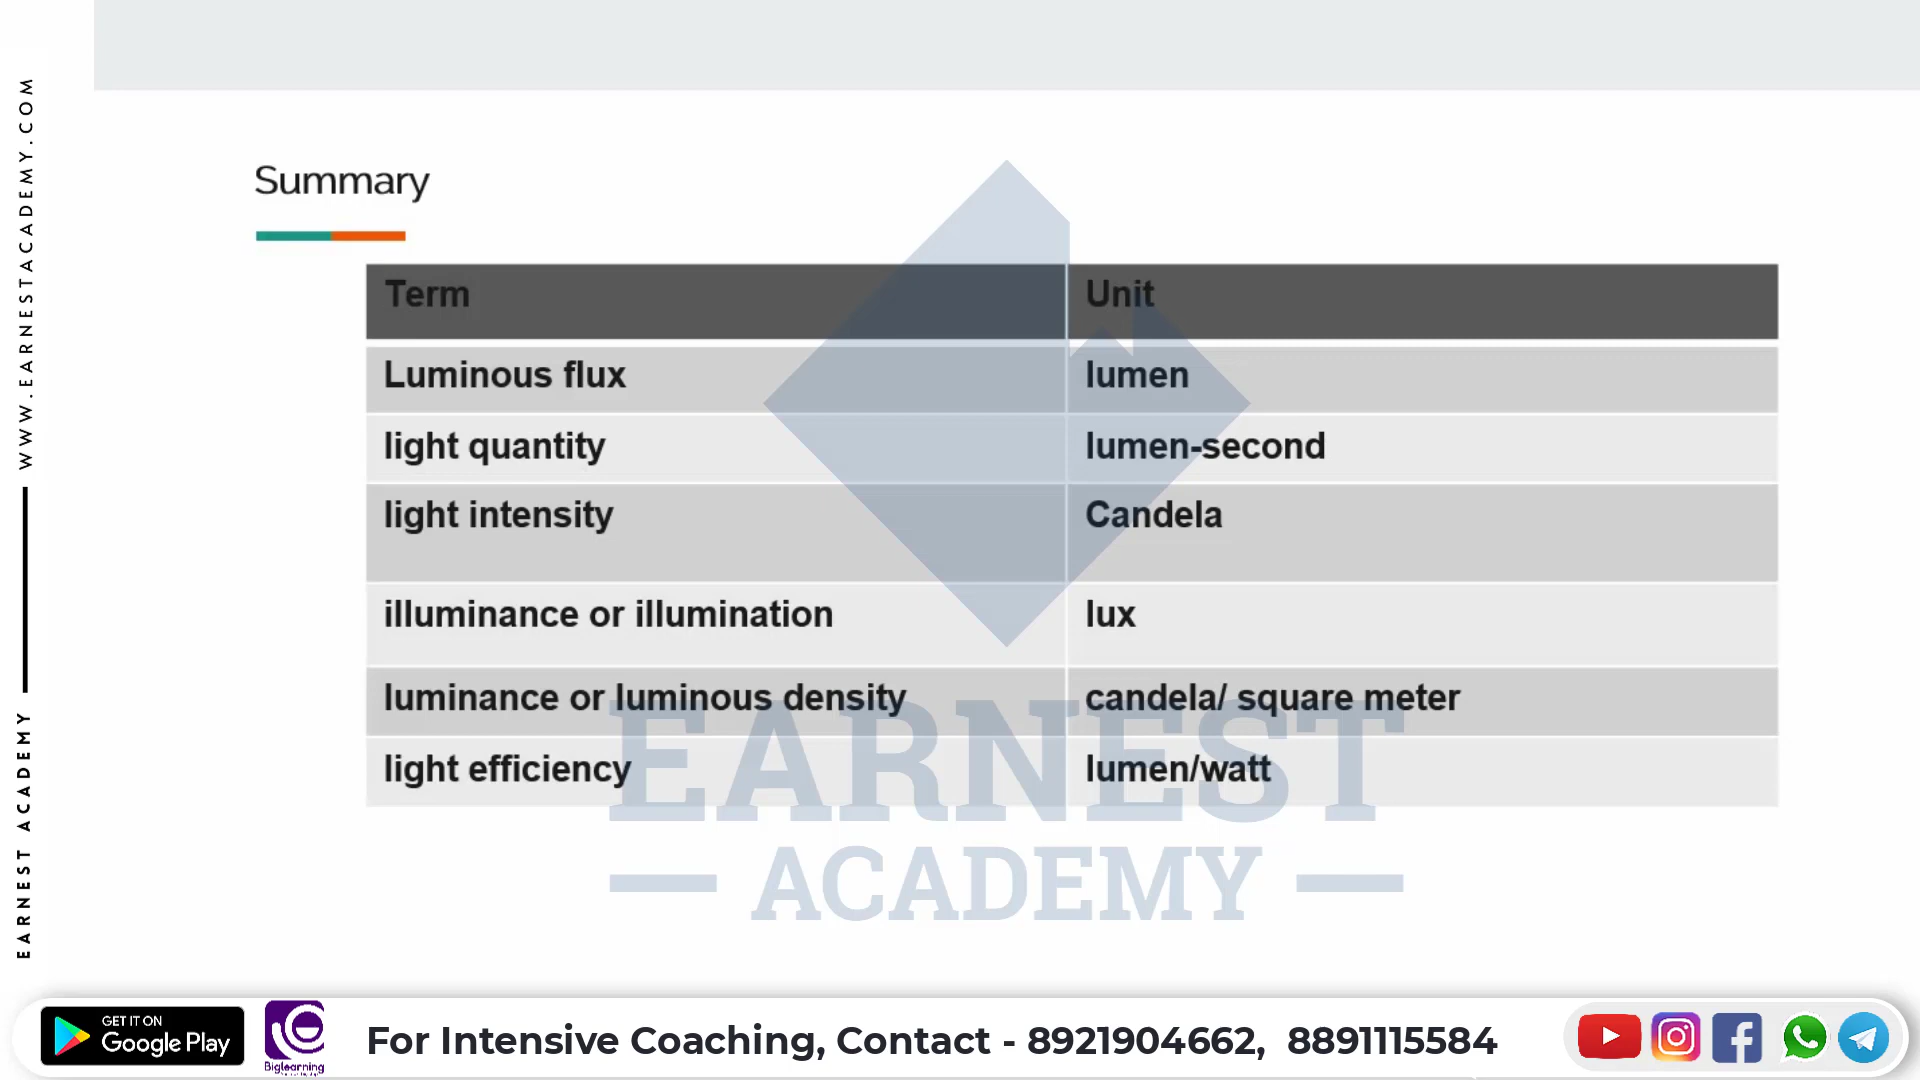 WWW.EARNESTACADEMY.COM
EARNEST ACADEMY
Summary
Term Unit
Luminous flux lumen
light quantity lumen-second
light intensity Candela
illuminance or illumination lux
luminance or luminous density candela/ square meter
light efficiency lumen/watt
EARNEST
ACADEMY
GET IT ON
Google Play
Biglearning
For Intensive Coaching, Contact - 8921904662, 8891115584